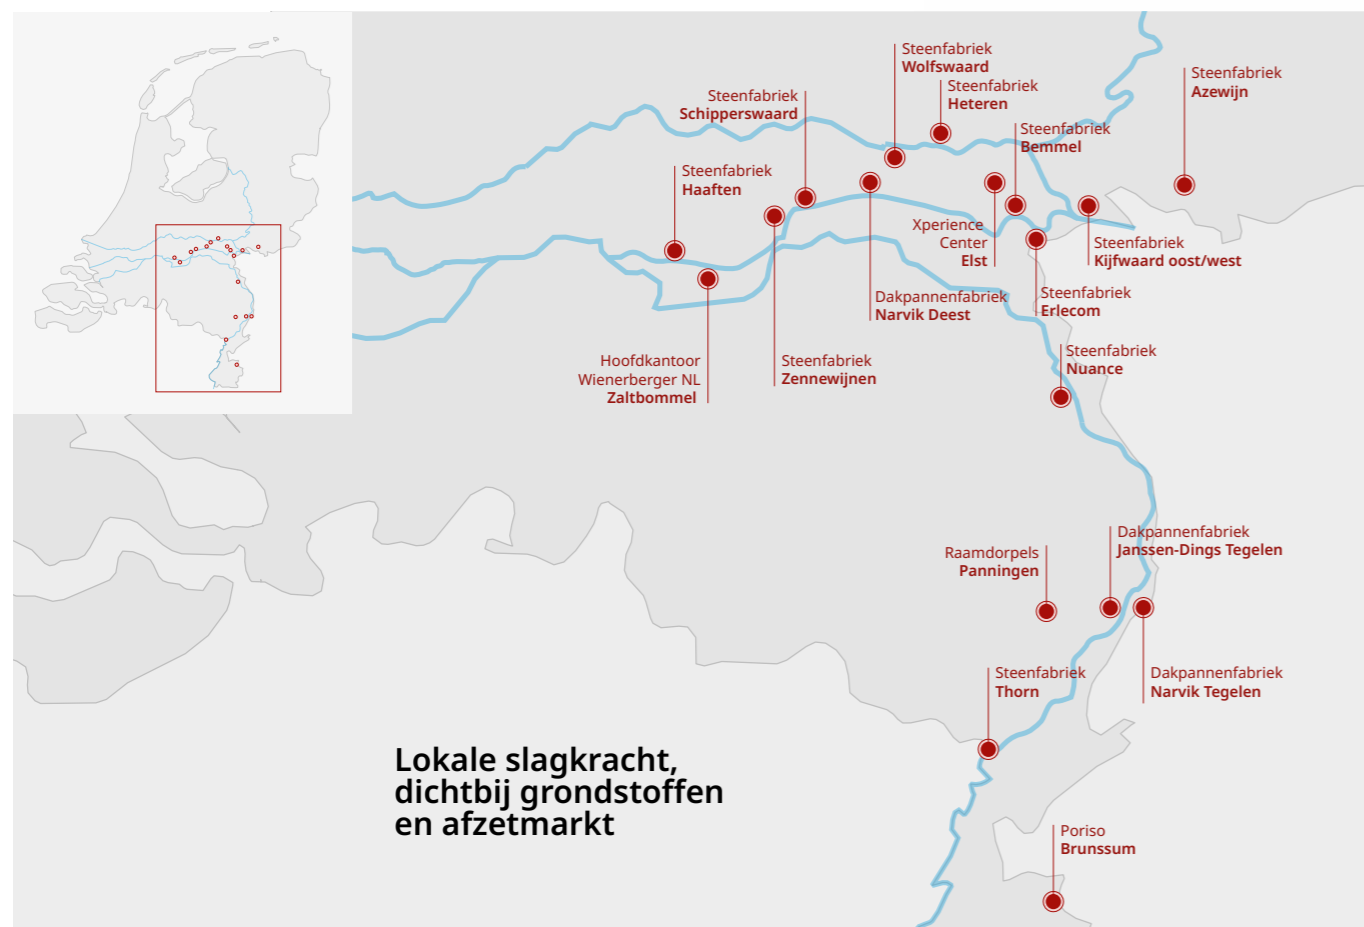 Steenfabriek
Wolfswaard
Steenfabriek
Heteren
Steenfabriek
Azewijn
Steenfabriek
Schipperswaard
Steenfabriek
Bemmel
Steenfabriek
Haaften
Xperience
Center
Elst
Steenfabriek
Kijfwaard oost/west
Dakpannenfabriek
Narvik Deest
Steenfabriek
Erlecom
Hoofdkantoor
Wienerberger NL
Zaltbommel
Steenfabriek
Zennewijnen
Steenfabriek
Nuance
Dakpannenfabriek
Janssen-Dings Tegelen
Raamdorpels
Panningen
Steenfabriek
Thorn
Dakpannenfabriek
Narvik Tegelen
Lokale slagkracht,
dichtbij grondstoffen
en afzetmarkt
Poriso
Brunssum